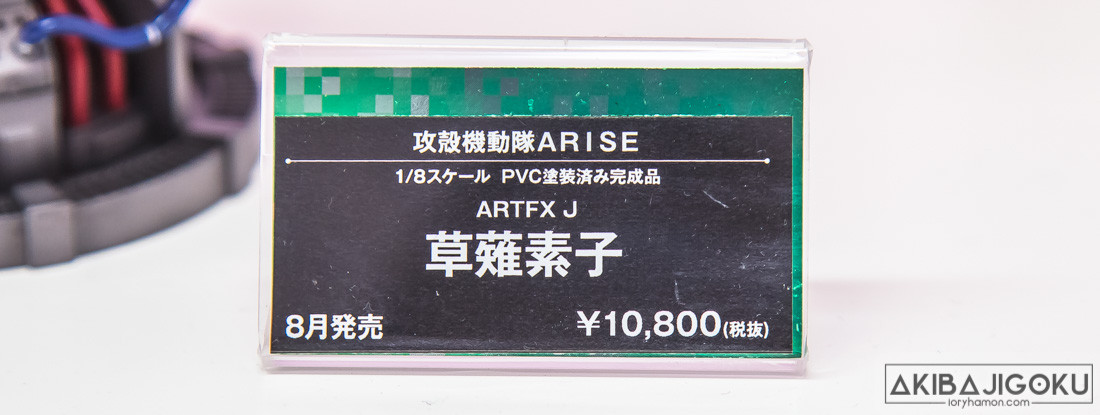 攻殻機動隊ARISE
1/8スケール PVC塗装済み完成品
ARTFX J
草薙素子
8月発売 ¥10,800(税抜)
AKIBAJIGOKU
ioryhamon.com